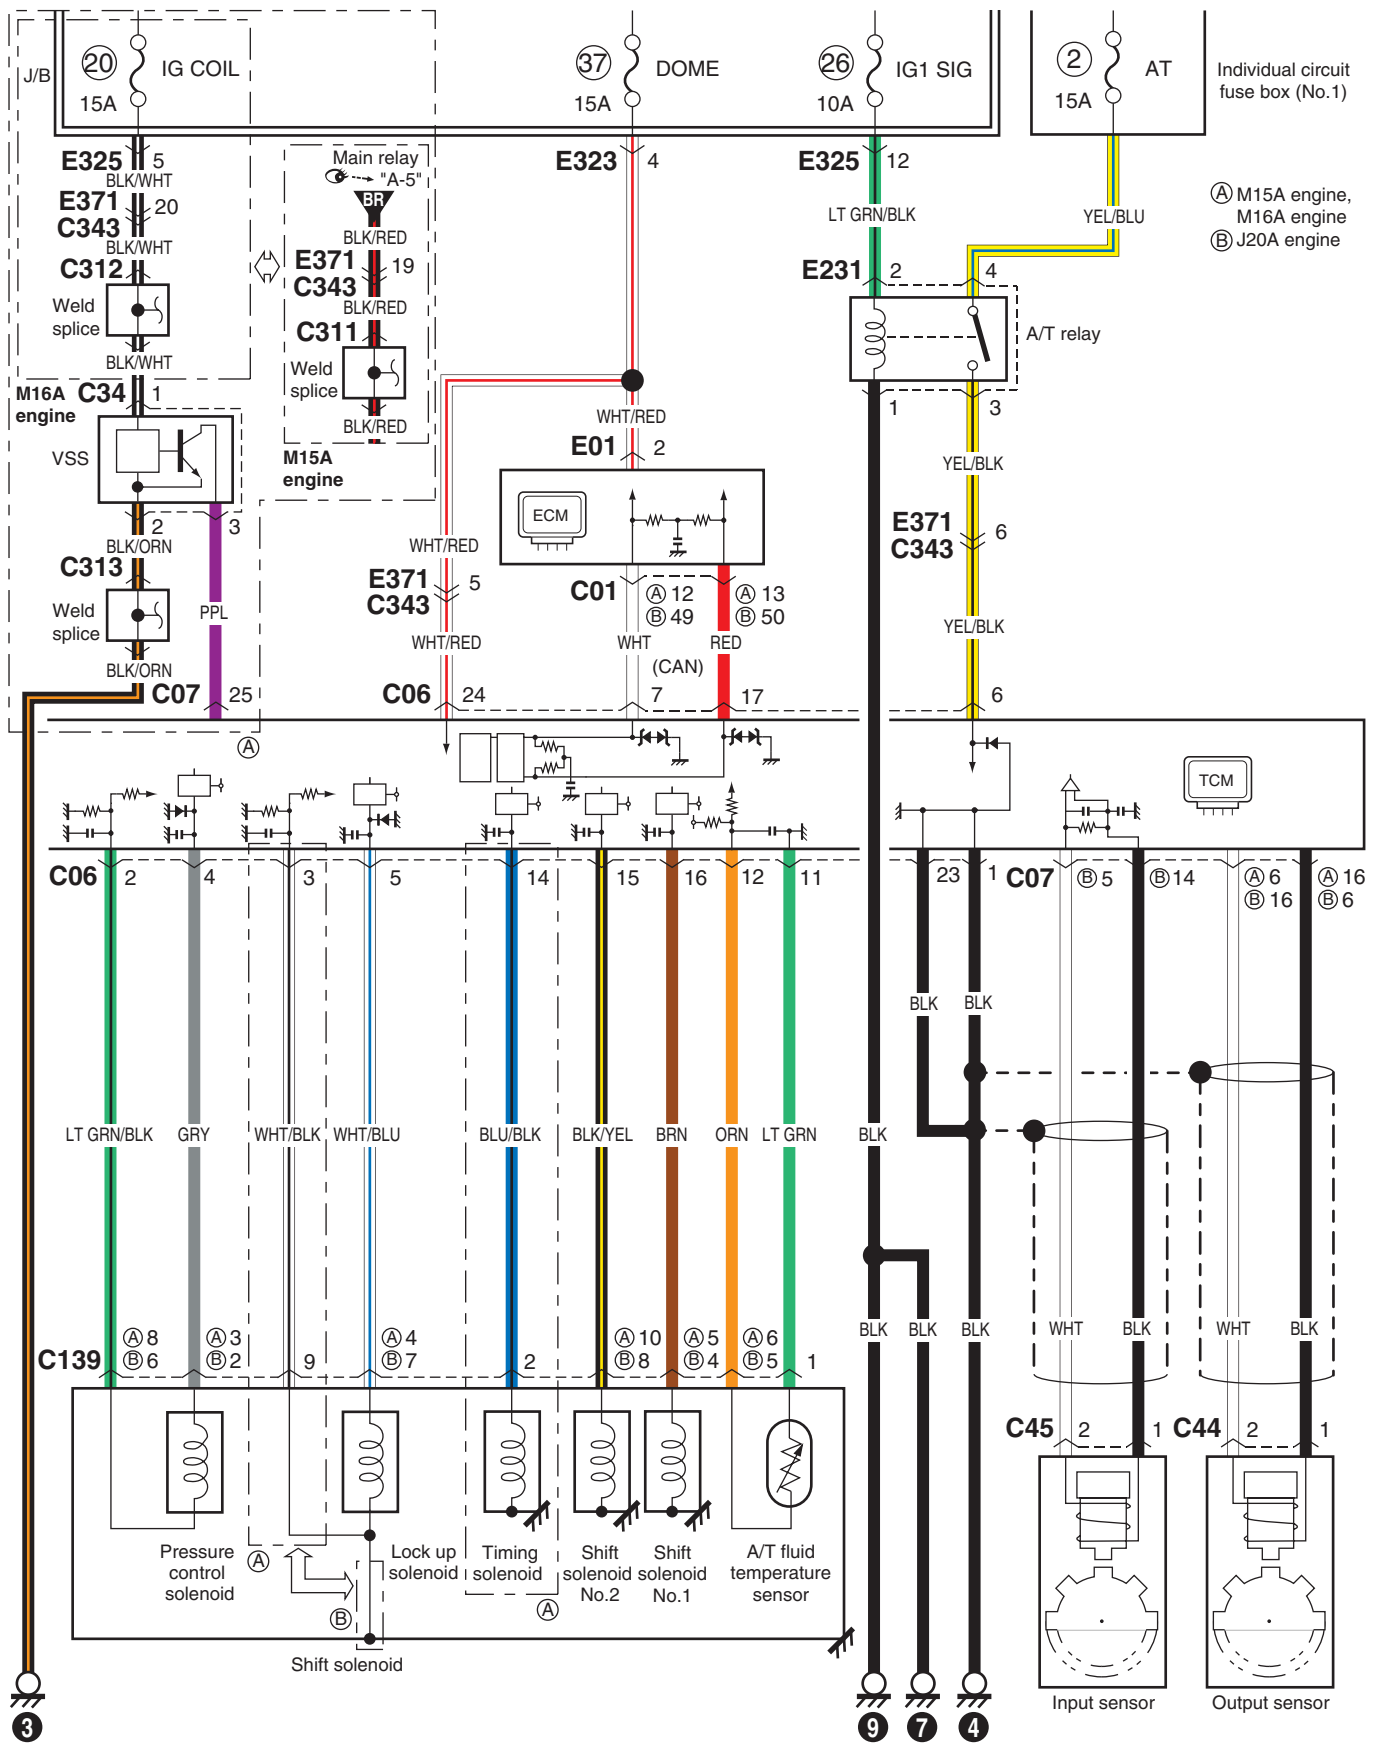 J/B
20
IG COIL
15A
37
DOME
15A
26
IG1 SIG
10A
2
AT
15A
Individual circuit
fuse box (No.1)
E325 5
BLK/WHT
E371
C343
20
BLK/WHT
C312
Weld
splice
BLK/WHT
M16A
engine
C34 1
VSS
2
3
BLK/ORN
C313
Weld
splice
PPL
BLK/ORN
C07 25
A
Main relay
"A-5"
BR
BLK/RED
E371
C343
19
BLK/RED
C311
Weld
splice
BLK/RED
M15A
engine
E323 4
WHT/RED
E01 2
ECM
WHT/RED
E371
C343
5
WHT/RED
C01
A 12
B 49
A 13
B 50
WHT
RED
(CAN)
C06 24
7
17
E325 12
LT GRN/BLK
YEL/BLU
A M15A engine,
M16A engine
B J20A engine
E231 2
4
A/T relay
1
3
YEL/BLK
E371
C343
6
YEL/BLK
6
TCM
C06 2
4
3
5
14
15
16
12
11
23
1
C07
B 5
B 14
A 6
B 16
A 16
B 6
BLK
BLK
LT GRN/BLK
GRY
WHT/BLK
WHT/BLU
BLU/BLK
BLK/YEL
BRN
ORN
LT GRN
BLK
BLK
BLK
BLK
WHT
BLK
WHT
BLK
C139
A 8
B 6
A 3
B 2
9
A 4
B 7
2
A 10
B 8
A 5
B 4
A 6
B 5
1
C45 2
1
C44 2
1
Pressure
control
solenoid
A
B
Lock up
solenoid
Timing
solenoid
A
Shift
solenoid
No.2
Shift
solenoid
No.1
A/T fluid
temperature
sensor
Shift solenoid
Input sensor
Output sensor
3
9
7
4